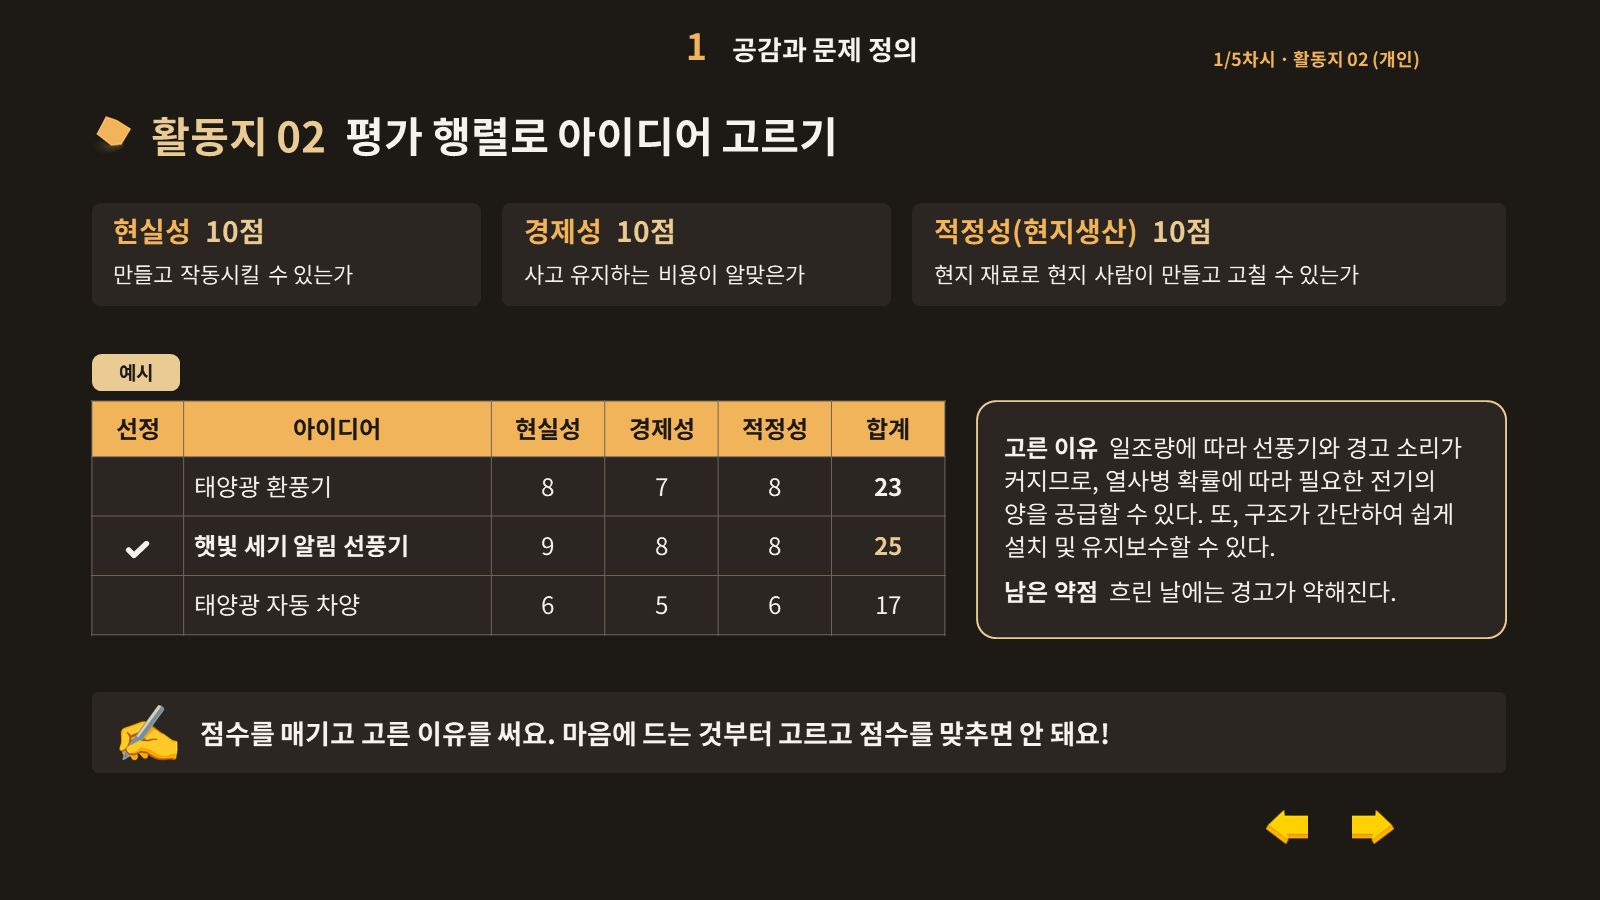 1 공감과 문제 정의
1/5차시 · 활동지 02 (개인)
활동지 02 평가 행렬로 아이디어 고르기
현실성 10점
만들고 작동시킬 수 있는가
경제성 10점
사고 유지하는 비용이 알맞은가
적정성(현지생산) 10점
현지 재료로 현지 사람이 만들고 고칠 수 있는가
예시
선정 아이디어 현실성 경제성 적정성 합계
태양광 환풍기 8 7 8 23
햇빛 세기 알림 선풍기 9 8 8 25
태양광 자동 차양 6 5 6 17
고른 이유 일조량에 따라 선풍기와 경고 소리가
커지므로, 열사병 확률에 따라 필요한 전기의
양을 공급할 수 있다. 또, 구조가 간단하여 쉽게
설치 및 유지보수할 수 있다.
남은 약점 흐린 날에는 경고가 약해진다.
점수를 매기고 고른 이유를 써요. 마음에 드는 것부터 고르고 점수를 맞추면 안 돼요!